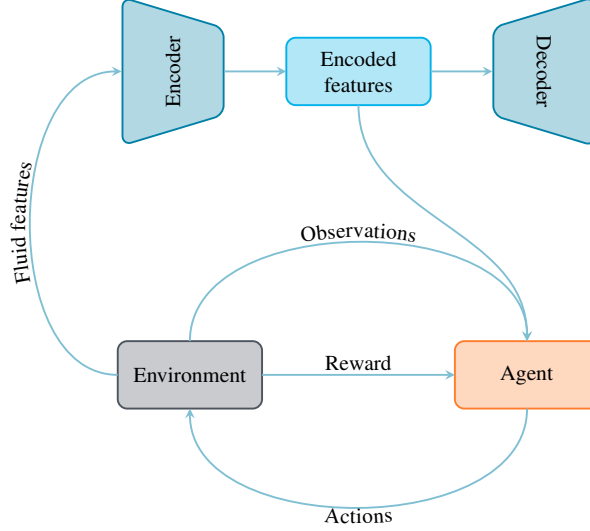 Encoder
Encoded
features
Decoder
Fluid features
Observations
Environment
Reward
Agent
Actions